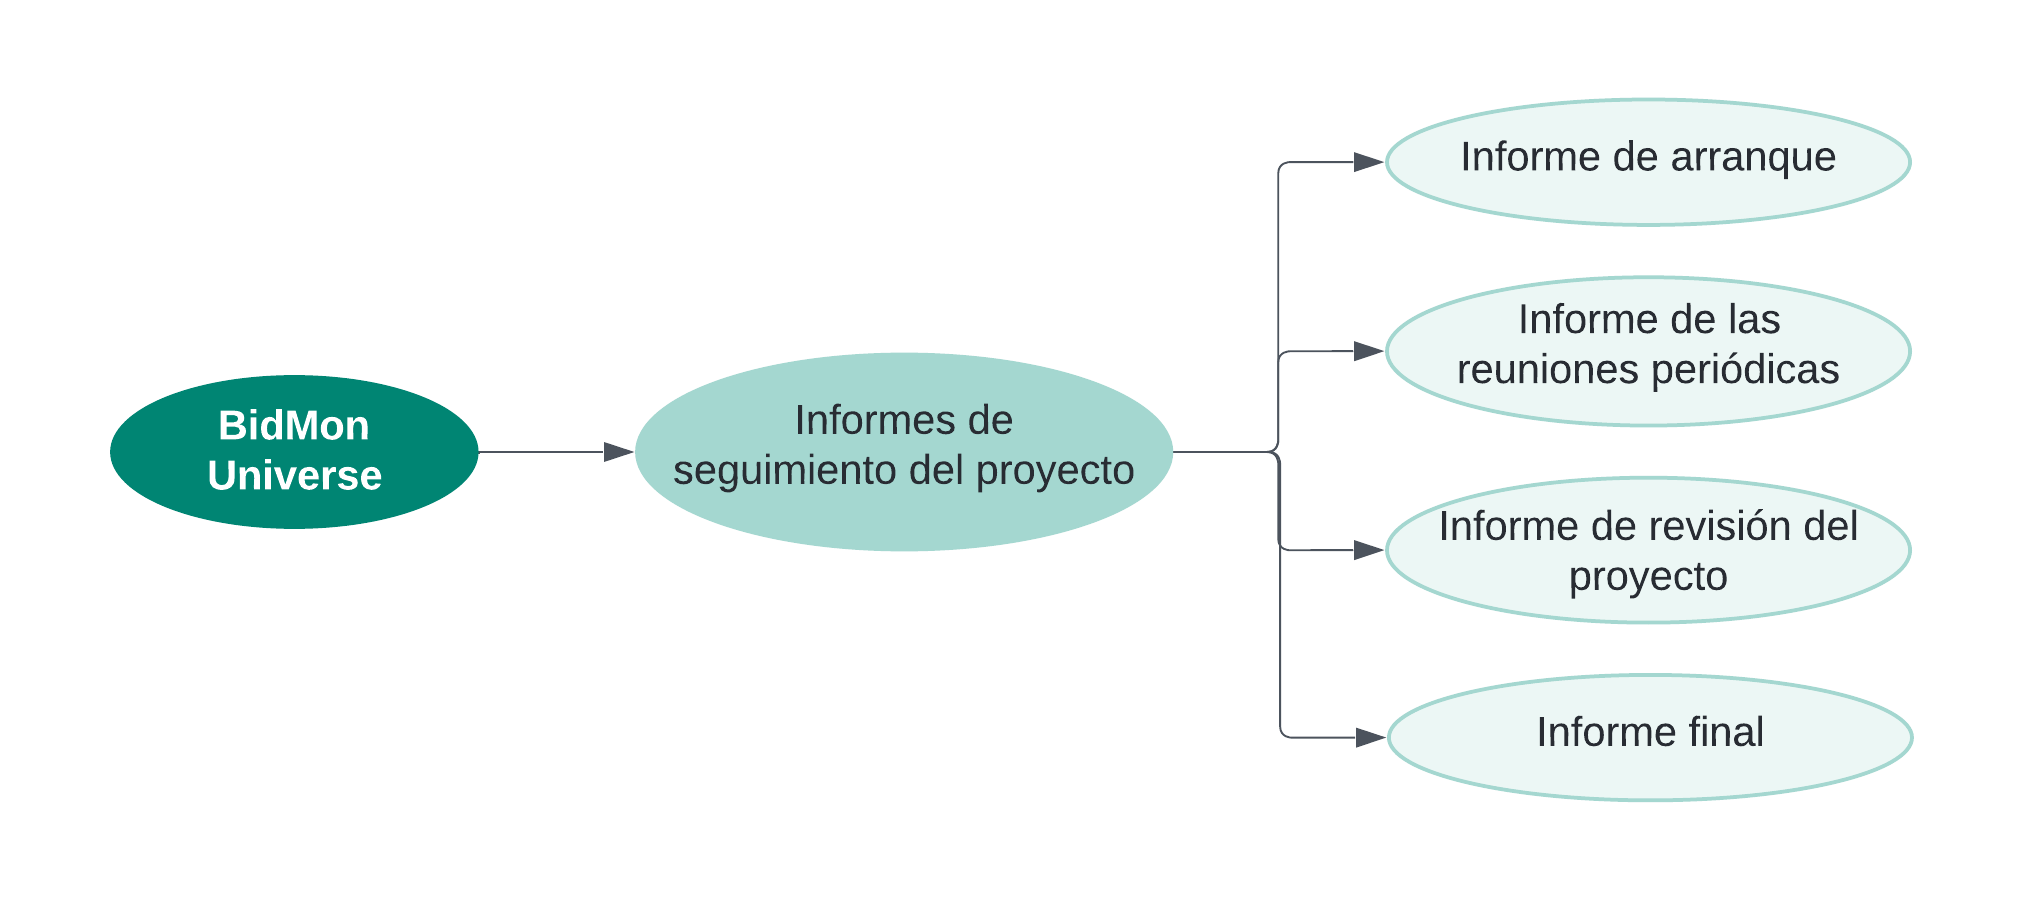 BidMon
Universe
Informes de
seguimiento del proyecto
Informe de arranque
Informe de las
reuniones periódicas
Informe de revisión del
proyecto
Informe final